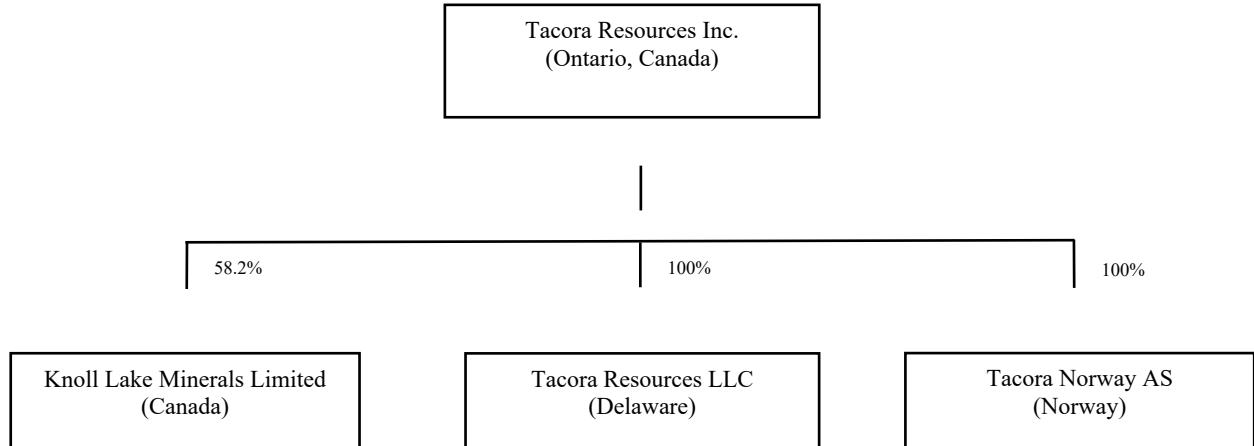 Tacora Resources Inc.
(Ontario, Canada)
58.2%
100%
100%
Knoll Lake Minerals Limited
(Canada)
Tacora Resources LLC
(Delaware)
Tacora Norway AS
(Norway)